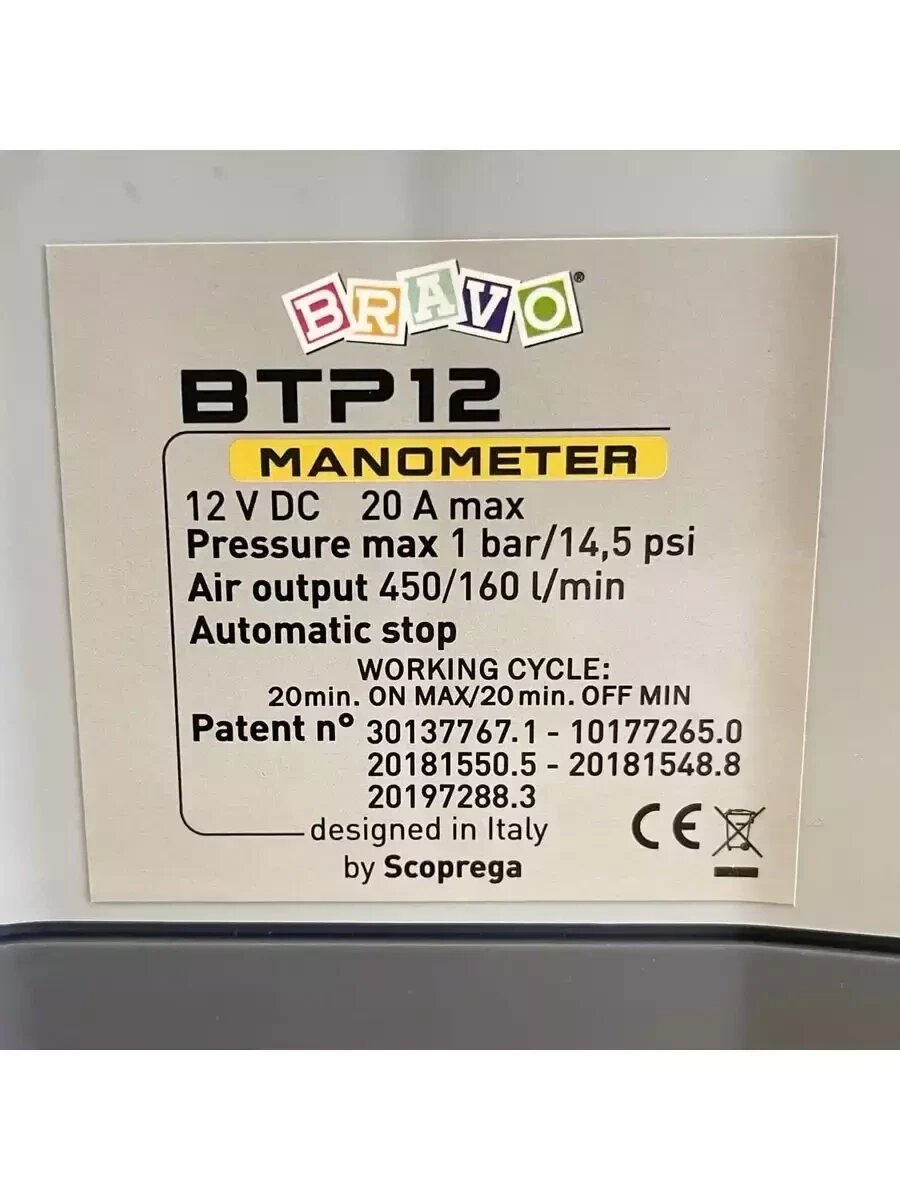 BRAVO®
BTP12
MANOMETER
12 V DC 20 A max
Pressure max 1 bar/14,5 psi
Air output 450/160 l/min
Automatic stop
WORKING CYCLE:
20min. ON MAX/20min. OFF MIN
Patent n° 30137767.1 - 10177265.0
20181550.5 - 20181548.8
20197288.3
designed in Italy
by Scoprega
CE